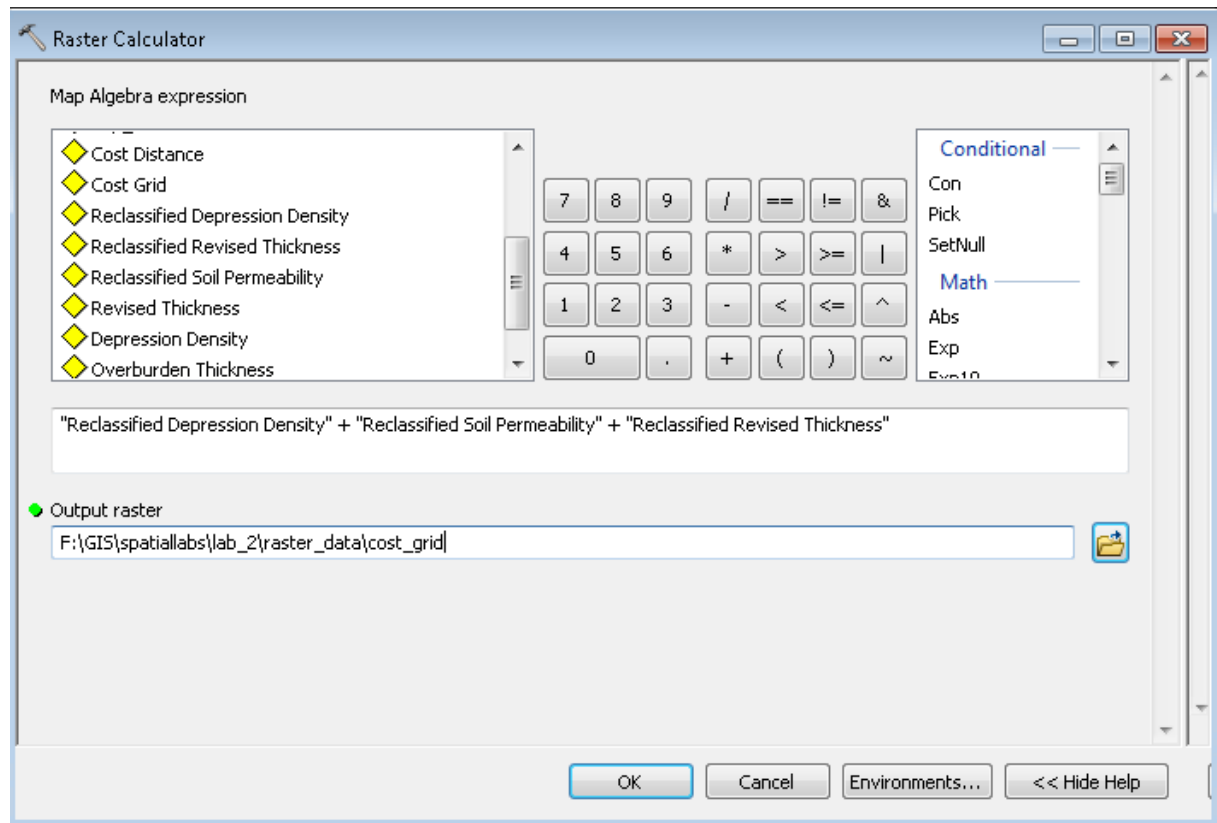 Raster Calculator
Map Algebra expression
Cost Distance
Cost Grid
Reclassified Depression Density
Reclassified Revised Thickness
Reclassified Soil Permeability
Revised Thickness
Depression Density
Overburden Thickness
7 8 9 / == != &
4 5 6 * > >= |
1 2 3 - < <= ^
0 . + ( ) ~
Conditional
Con
Pick
SetNull
Math
Abs
Exp
Exp10
"Reclassified Depression Density" + "Reclassified Soil Permeability" + "Reclassified Revised Thickness"
Output raster
F:\GIS\spatiallabs\lab_2\raster_data\cost_grid
OK Cancel Environments... << Hide Help